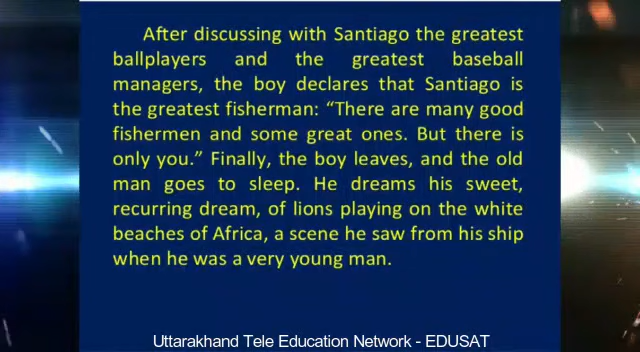 After discussing with Santiago the greatest
ballplayers and the greatest baseball
managers, the boy declares that Santiago is
the greatest fisherman: “There are many good
fishermen and some great ones. But there is
only you.” Finally, the boy leaves, and the old
man goes to sleep. He dreams his sweet,
recurring dream, of lions playing on the white
beaches of Africa, a scene he saw from his ship
when he was a very young man.
Uttarakhand Tele Education Network - EDUSAT